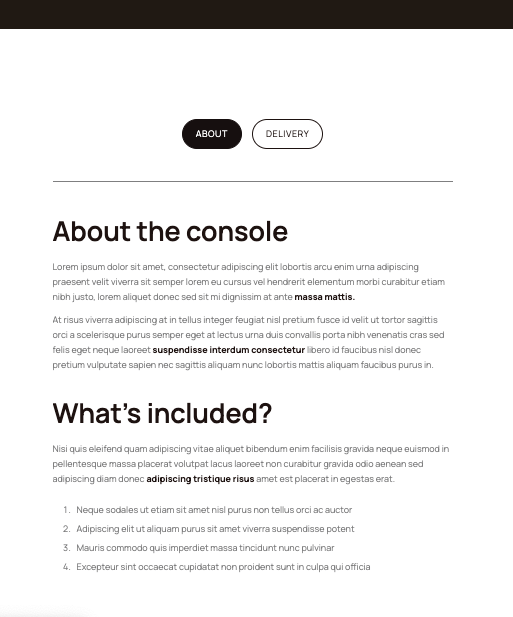 ABOUT
DELIVERY
About the console
Lorem ipsum dolor sit amet, consectetur adipiscing elit lobortis arcu enim urna adipiscing
praesent velit viverra sit semper lorem eu cursus vel hendrerit elementum morbi curabitur etiam
nibh justo, lorem aliquet donec sed sit mi dignissim at ante massa mattis.
At risus viverra adipiscing at in tellus integer feugiat nisl pretium fusce id velit ut tortor sagittis
orci a scelerisque purus semper eget at lectus urna duis convallis porta nibh venenatis cras sed
felis eget neque laoreet suspendisse interdum consectetur libero id faucibus nisl donec
pretium vulputate sapien nec sagittis aliquam nunc lobortis mattis aliquam faucibus purus in.
What's included?
Nisi quis eleifend quam adipiscing vitae aliquet bibendum enim facilisis gravida neque euismod in
pellentesque massa placerat volutpat lacus laoreet non curabitur gravida odio aenean sed
adipiscing diam donec adipiscing tristique risus amet est placerat in egestas erat.
1. Neque sodales ut etiam sit amet nisl purus non tellus orci ac auctor
2. Adipiscing elit ut aliquam purus sit amet viverra suspendisse potent
3. Mauris commodo quis imperdiet massa tincidunt nunc pulvinar
4. Excepteur sint occaecat cupidatat non proident sunt in culpa qui officia